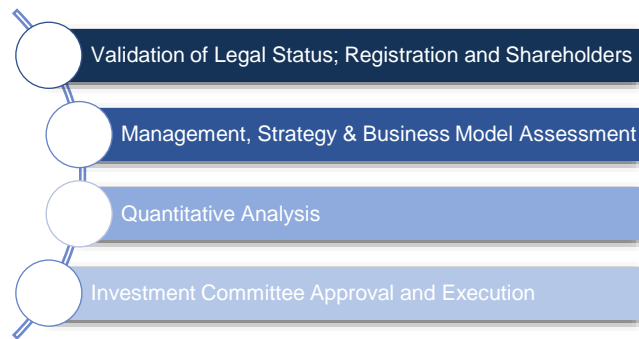 Validation of Legal Status; Registration and Shareholders
Management, Strategy & Business Model Assessment
Quantitative Analysis
Investment Committee Approval and Execution